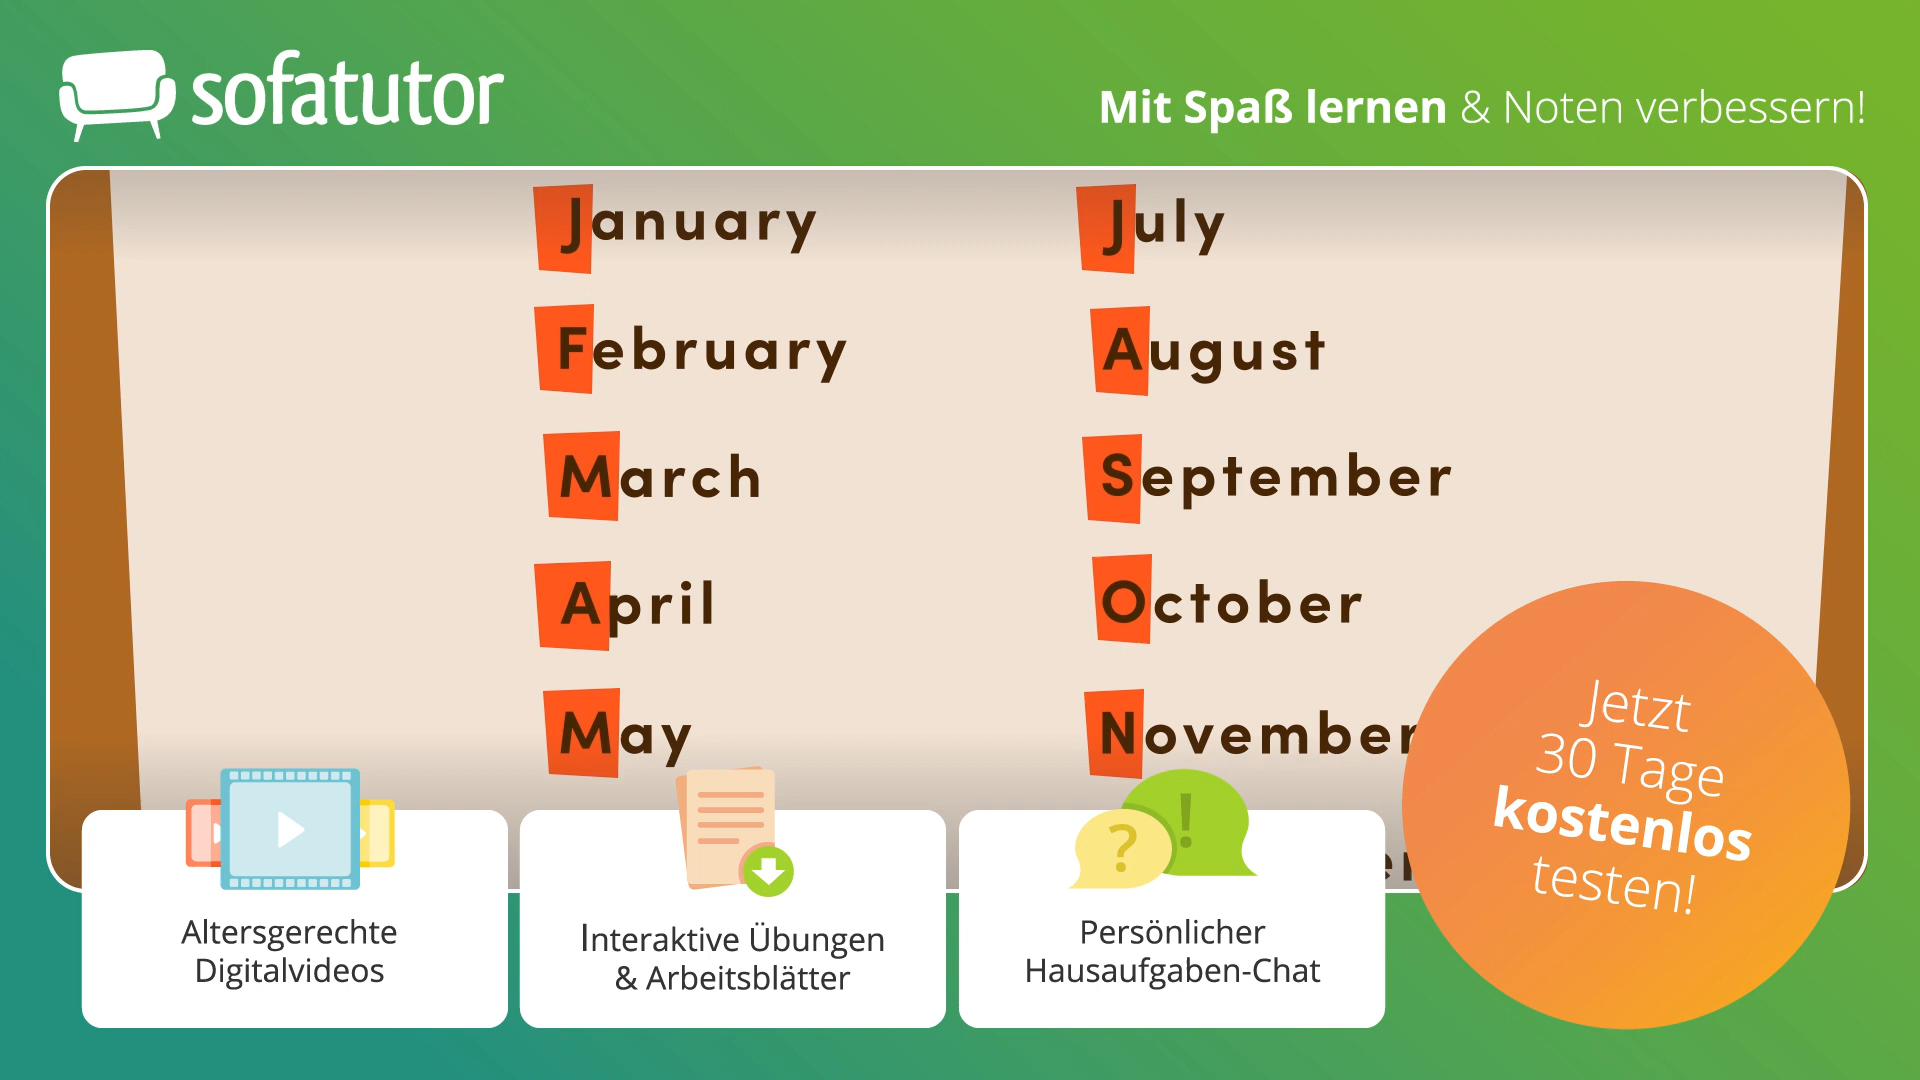 sofatutor
Mit Spaß lernen & Noten verbessern!
January
February
March
April
May
July
August
September
October
November
Jetzt
30 Tage
kostenlos
testen!
?
!
Altersgerechte
Digitalvideos
Interaktive Übungen
& Arbeitsblätter
Persönlicher
Hausaufgaben-Chat